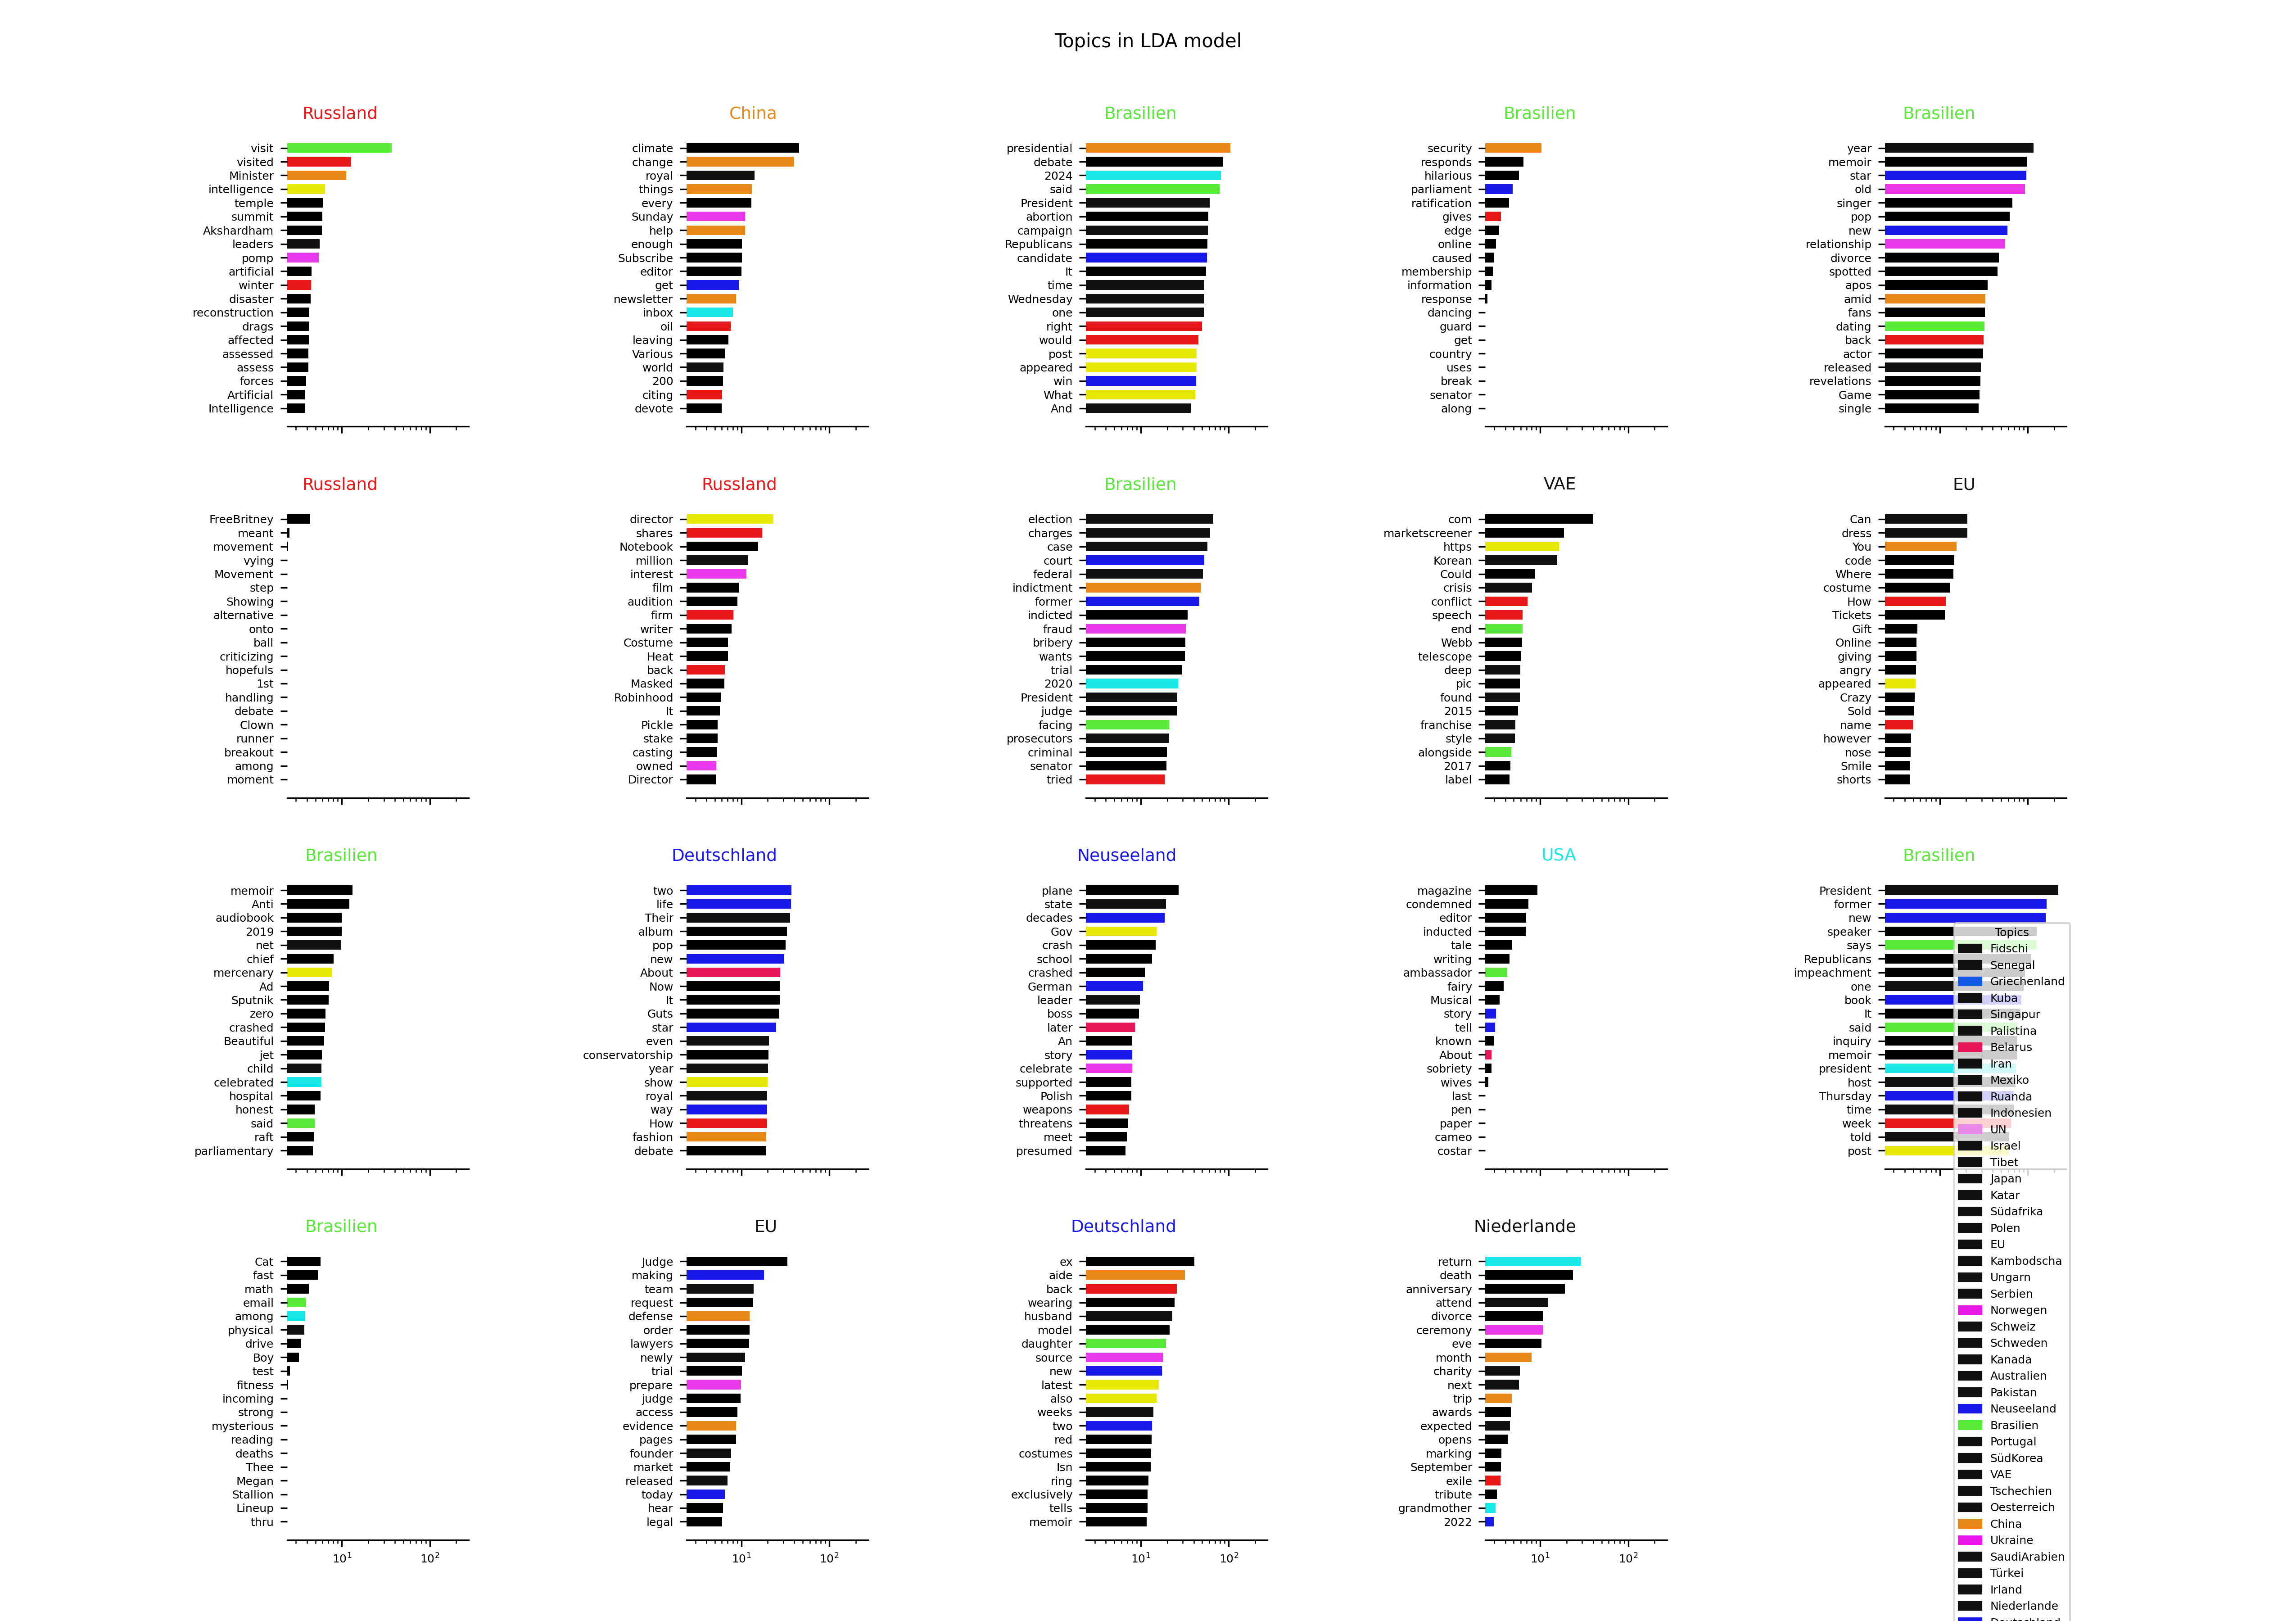 Topics in LDA model
Russland
visit
visited
Minister
intelligence
temple
summit
Akshardham
leaders
pomp
artificial
winter
disaster
reconstruction
drags
affected
assessed
assess
forces
Artificial
Intelligence
China
climate
change
royal
things
every
Sunday
help
enough
Subscribe
editor
get
newsletter
inbox
oil
leaving
Various
world
200
citing
devote
Brasilien
presidential
debate
2024
said
President
abortion
campaign
Republicans
candidate
It
time
Wednesday
one
right
would
post
appeared
win
What
And
Brasilien
security
responds
hilarious
parliament
ratification
gives
edge
online
caused
membership
information
response
dancing
guard
get
country
uses
break
senator
along
Brasilien
year
memoir
star
old
singer
pop
new
relationship
divorce
spotted
apos
amid
fans
dating
back
actor
released
revelations
Game
single
Russland
FreeBritney
meant
movement
vying
Movement
step
Showing
alternative
onto
ball
criticizing
hopefuls
1st
handling
debate
Clown
runner
breakout
among
moment
Russland
director
shares
Notebook
million
interest
film
audition
firm
writer
Costume
Heat
back
Masked
Robinhood
It
Pickle
stake
casting
owned
Director
Brasilien
election
charges
case
court
federal
indictment
former
indicted
fraud
bribery
wants
trial
2020
President
judge
facing
prosecutors
criminal
senator
tried
VAE
com
marketscreener
https
Korean
Could
crisis
conflict
speech
end
Webb
telescope
deep
pic
found
2015
franchise
style
alongside
2017
label
EU
Can
dress
You
code
Where
costume
How
Tickets
Gift
Online
giving
angry
appeared
Crazy
Sold
name
however
nose
Smile
shorts
Brasilien
memoir
Anti
audiobook
2019
net
chief
mercenary
Ad
Sputnik
zero
crashed
Beautiful
jet
child
celebrated
hospital
honest
said
raft
parliamentary
Deutschland
two
life
Their
album
pop
new
About
Now
It
Guts
star
even
conservatorship
year
show
royal
way
How
fashion
debate
Neuseeland
plane
state
decades
Gov
crash
school
crashed
German
leader
boss
later
An
story
celebrate
supported
Polish
weapons
threatens
meet
presumed
USA
magazine
condemned
editor
inducted
tale
writing
ambassador
fairy
Musical
story
tell
known
About
sobriety
wives
last
pen
paper
cameo
costar
Brasilien
President
former
new
speaker
says
Republicans
impeachment
one
book
It
said
inquiry
memoir
president
host
Thursday
time
week
told
post
Brasilien
Cat
fast
math
email
among
physical
drive
Boy
test
fitness
incoming
strong
mysterious
reading
deaths
Thee
Megan
Stallion
Lineup
thru
10¹ 10²
EU
Judge
making
team
request
defense
order
lawyers
newly
trial
prepare
judge
access
evidence
pages
founder
market
released
today
hear
legal
10¹ 10²
Deutschland
ex
aide
back
wearing
husband
model
daughter
source
new
latest
also
weeks
two
red
costumes
Isn
ring
exclusively
tells
memoir
10¹ 10²
Niederlande
return
death
anniversary
attend
divorce
ceremony
eve
month
charity
next
trip
awards
expected
opens
marking
September
exile
tribute
grandmother
2022
10¹ 10²
Topics
Fidschi
Senegal
Griechenland
Kuba
Singapur
Palistina
Belarus
Iran
Mexiko
Ruanda
Indonesien
UN
Israel
Tibet
Japan
Katar
Südafrika
Polen
EU
Kambodscha
Ungarn
Serbien
Norwegen
Schweiz
Schweden
Kanada
Australien
Pakistan
Neuseeland
Brasilien
Portugal
SüdKorea
VAE
Tschechien
Oesterreich
China
Ukraine
SaudiArabien
Türkei
Irland
Niederlande